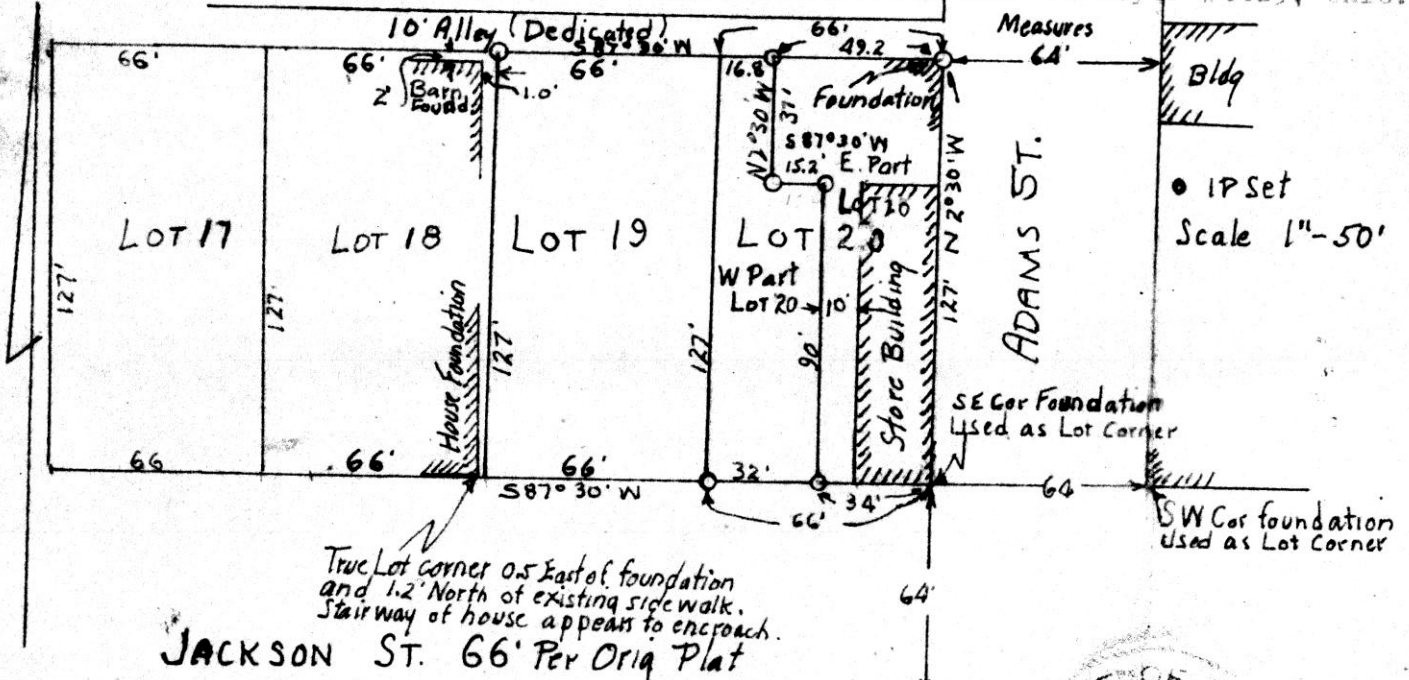 10' Alley (Dedicated)
S 87° 30' W
66'
66'
66'
66'
16.8
49.2
Measures
64'
Bldg
2'
Barn
Found
1.0'
Foundation
N 2° 30' W
37'
S 87° 30' W
15.2'
E. Part
LOT 20
LOT 17
LOT 18
LOT 19
LOT 20
W Part
LOT 20
10'
127'
127'
127'
127'
90'
127' N 2° 30' W
House Foundation
Store Building
ADAMS ST.
IP Set
Scale 1"-50'
SE Cor Foundation
Used as Lot Corner
66
66'
66'
S 87° 30' W
32'
34'
66'
64
SW Cor foundation
Used as Lot Corner
True Lot corner 0.5 East of foundation
and 1.2' North of existing sidewalk.
Stairway of house appears to encroach.
64'
JACKSON ST. 66' Per Orig Plat